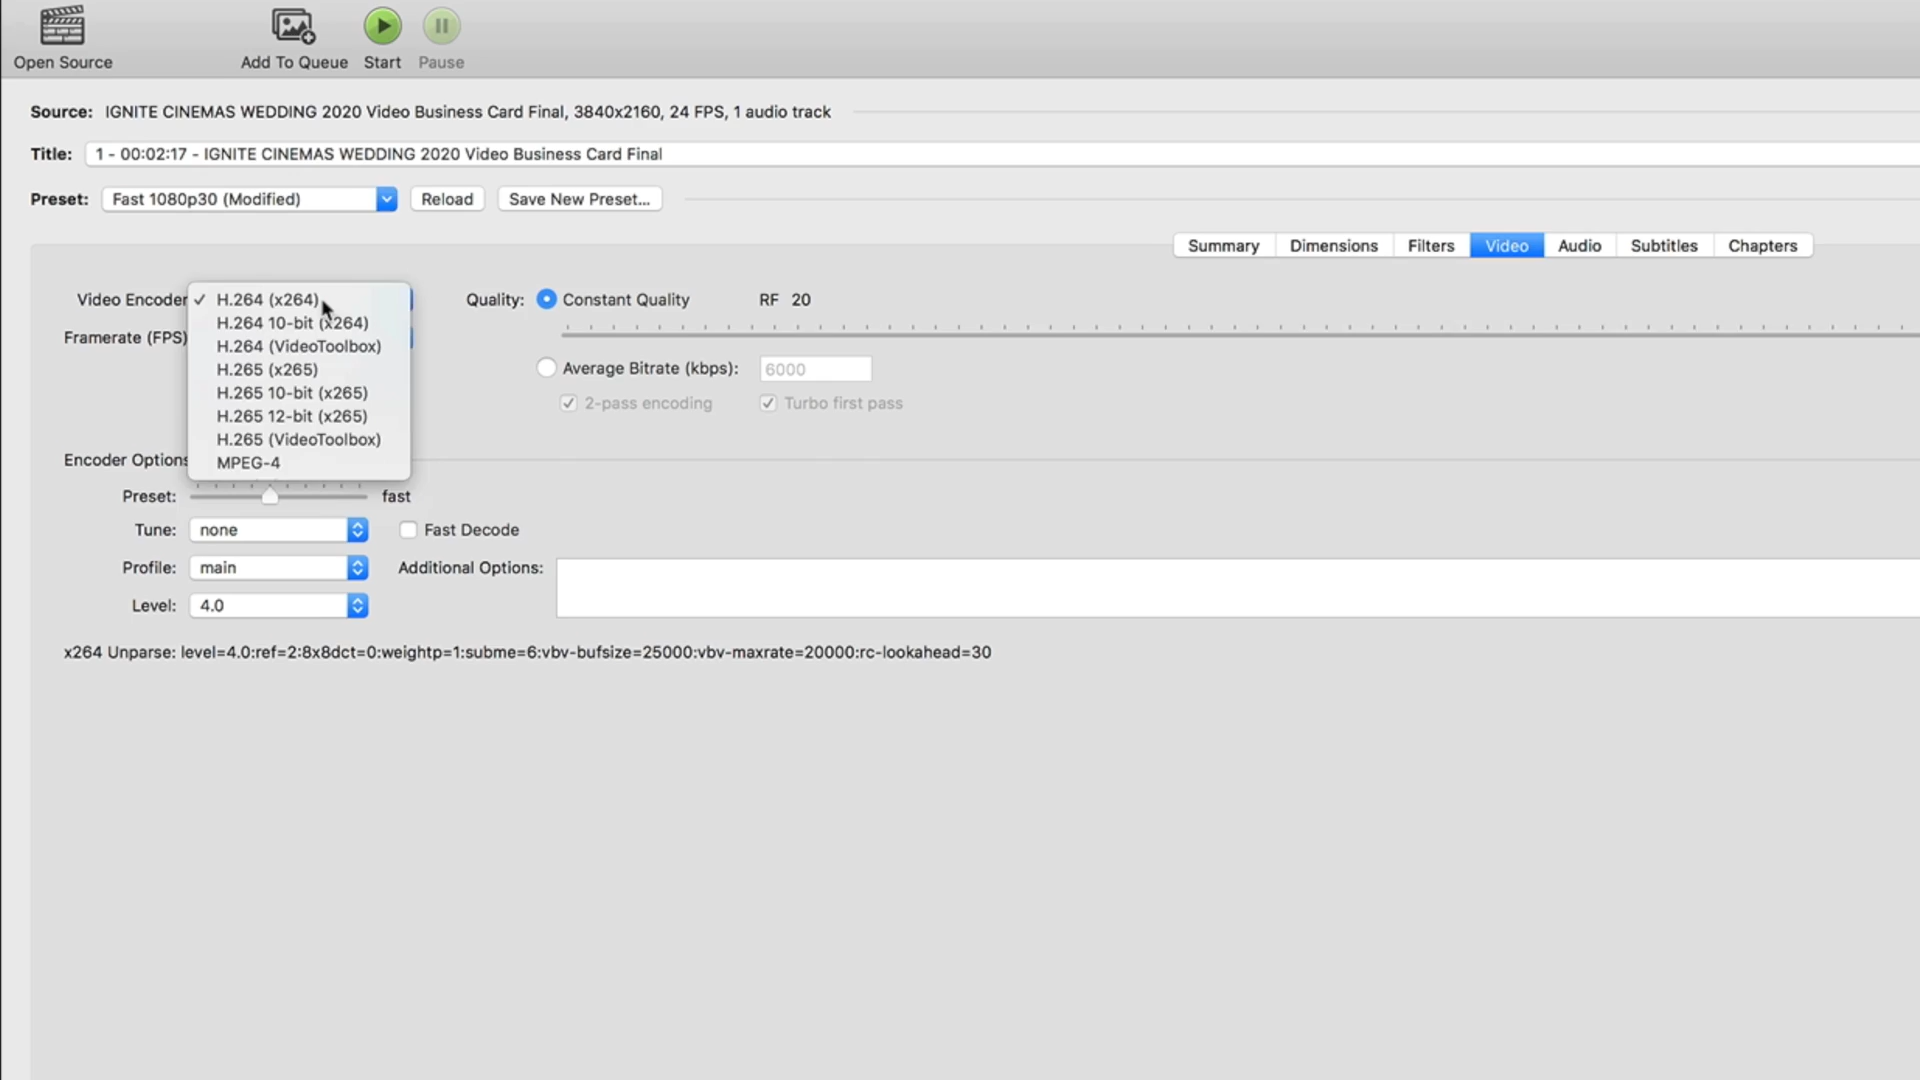 Open Source
Add To Queue
Start
Pause
Source: IGNITE CINEMAS WEDDING 2020 Video Business Card Final, 3840x2160, 24 FPS, 1 audio track
Title: 1 - 00:02:17 - IGNITE CINEMAS WEDDING 2020 Video Business Card Final
Preset: Fast 1080p30 (Modified) Reload Save New Preset...
Summary Dimensions Filters Video Audio Subtitles Chapters
Video Encoder ✓ H.264 (x264) Quality: Constant Quality RF 20
H.264 10-bit (x264)
Framerate (FPS) H.264 (VideoToolbox)
H.265 (x265) Average Bitrate (kbps): 6000
H.265 10-bit (x265) 2-pass encoding Turbo first pass
H.265 12-bit (x265)
H.265 (VideoToolbox)
Encoder Options MPEG-4
Preset: fast
Tune: none Fast Decode
Profile: main Additional Options:
Level: 4.0
x264 Unparse: level=4.0:ref=2:8x8dct=0:weightp=1:subme=6:vbv-bufsize=25000:vbv-maxrate=20000:rc-lookahead=30